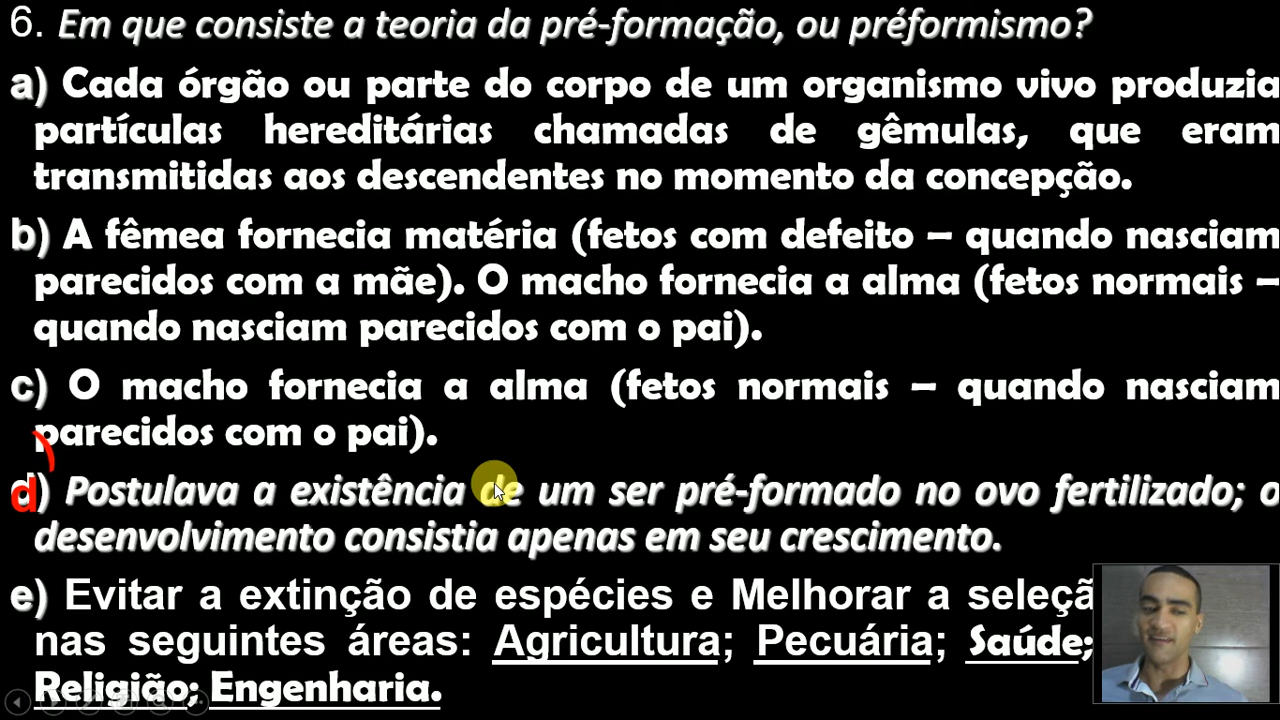 6. Em que consiste a teoria da pré-formação, ou préformismo?
a) Cada órgão ou parte do corpo de um organismo vivo produzia
partículas hereditárias chamadas de gêmulas, que eram
transmitidas aos descendentes no momento da concepção.
b) A fêmea fornecia matéria (fetos com defeito – quando nasciam
parecidos com a mãe). O macho fornecia a alma (fetos normais –
quando nasciam parecidos com o pai).
c) O macho fornecia a alma (fetos normais – quando nasciam
parecidos com o pai).
d) Postulava a existência de um ser pré-formado no ovo fertilizado; o
desenvolvimento consistia apenas em seu crescimento.
e) Evitar a extinção de espécies e Melhorar a seleçã
nas seguintes áreas: Agricultura; Pecuária; Saúde;
Religião; Engenharia.